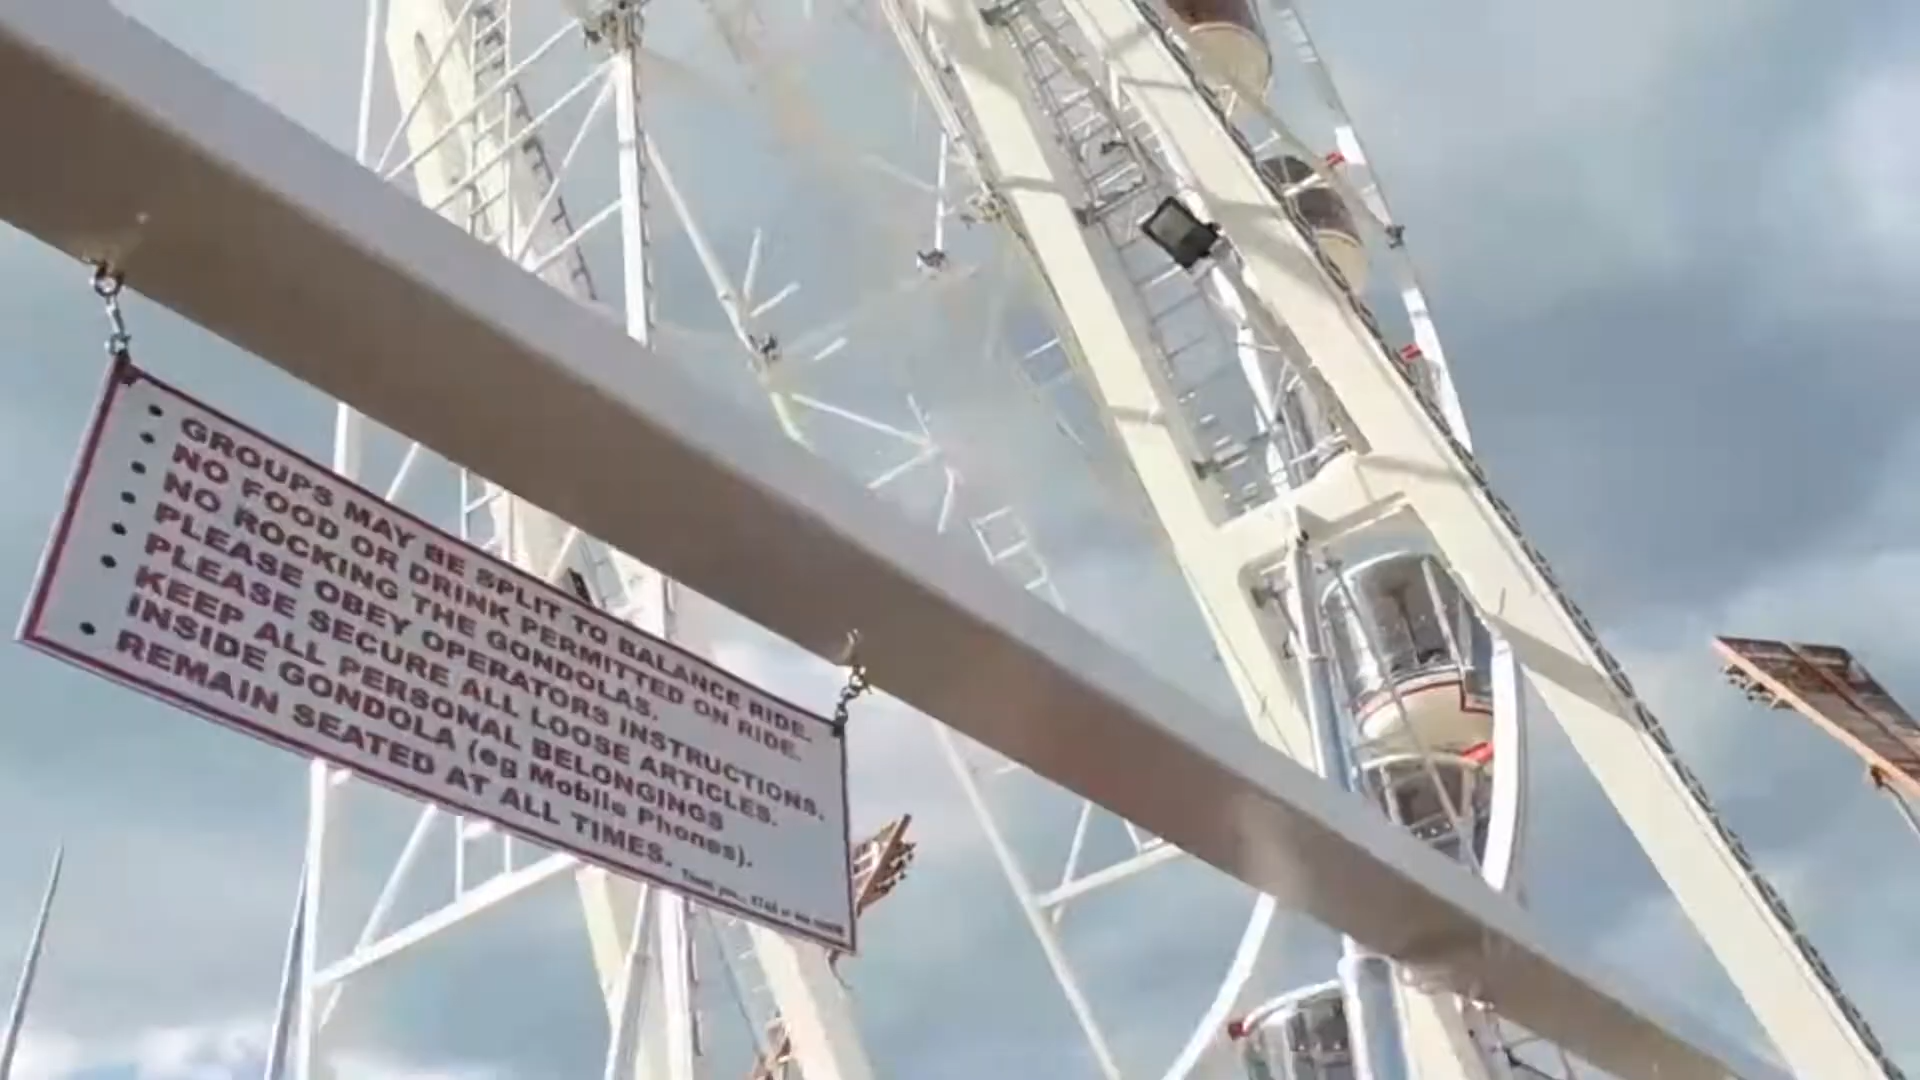 • GROUPS MAY BE SPLIT TO BALANCE RIDE.
• NO FOOD OR DRINK PERMITTED ON RIDE.
• NO ROCKING THE GONDOLAS.
• PLEASE OBEY OPERATORS INSTRUCTIONS.
• PLEASE SECURE ALL LOOSE ARTICLES.
• KEEP ALL PERSONAL BELONGINGS
INSIDE GONDOLA (eg Mobile Phones).
• REMAIN SEATED AT ALL TIMES.
Thank you...